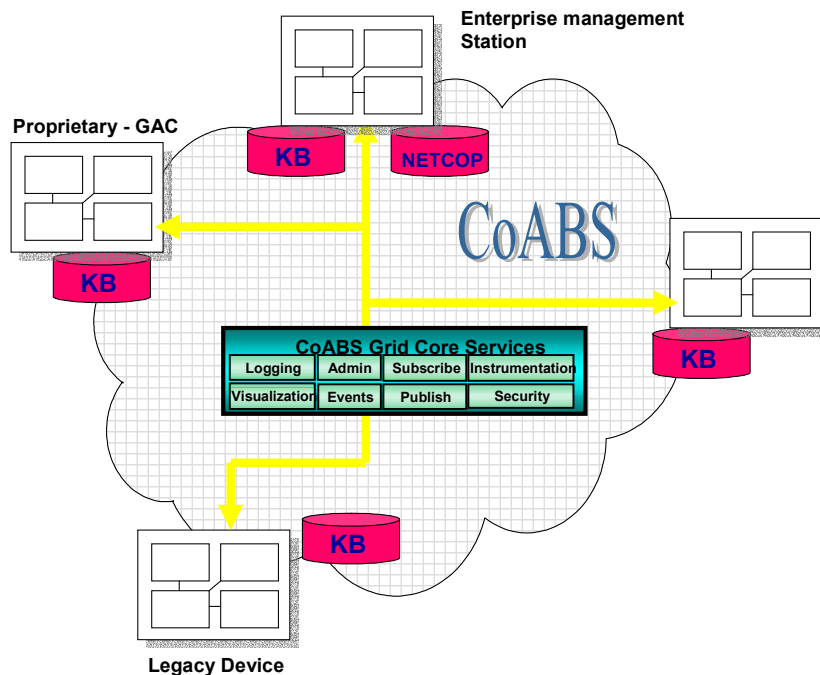 Enterprise management
Station
Proprietary - GAC
KB
NETCOP
KB
CoABS
KB
CoABS Grid Core Services
Logging Admin Subscribe Instrumentation
Visualization Events Publish Security
KB
Legacy Device